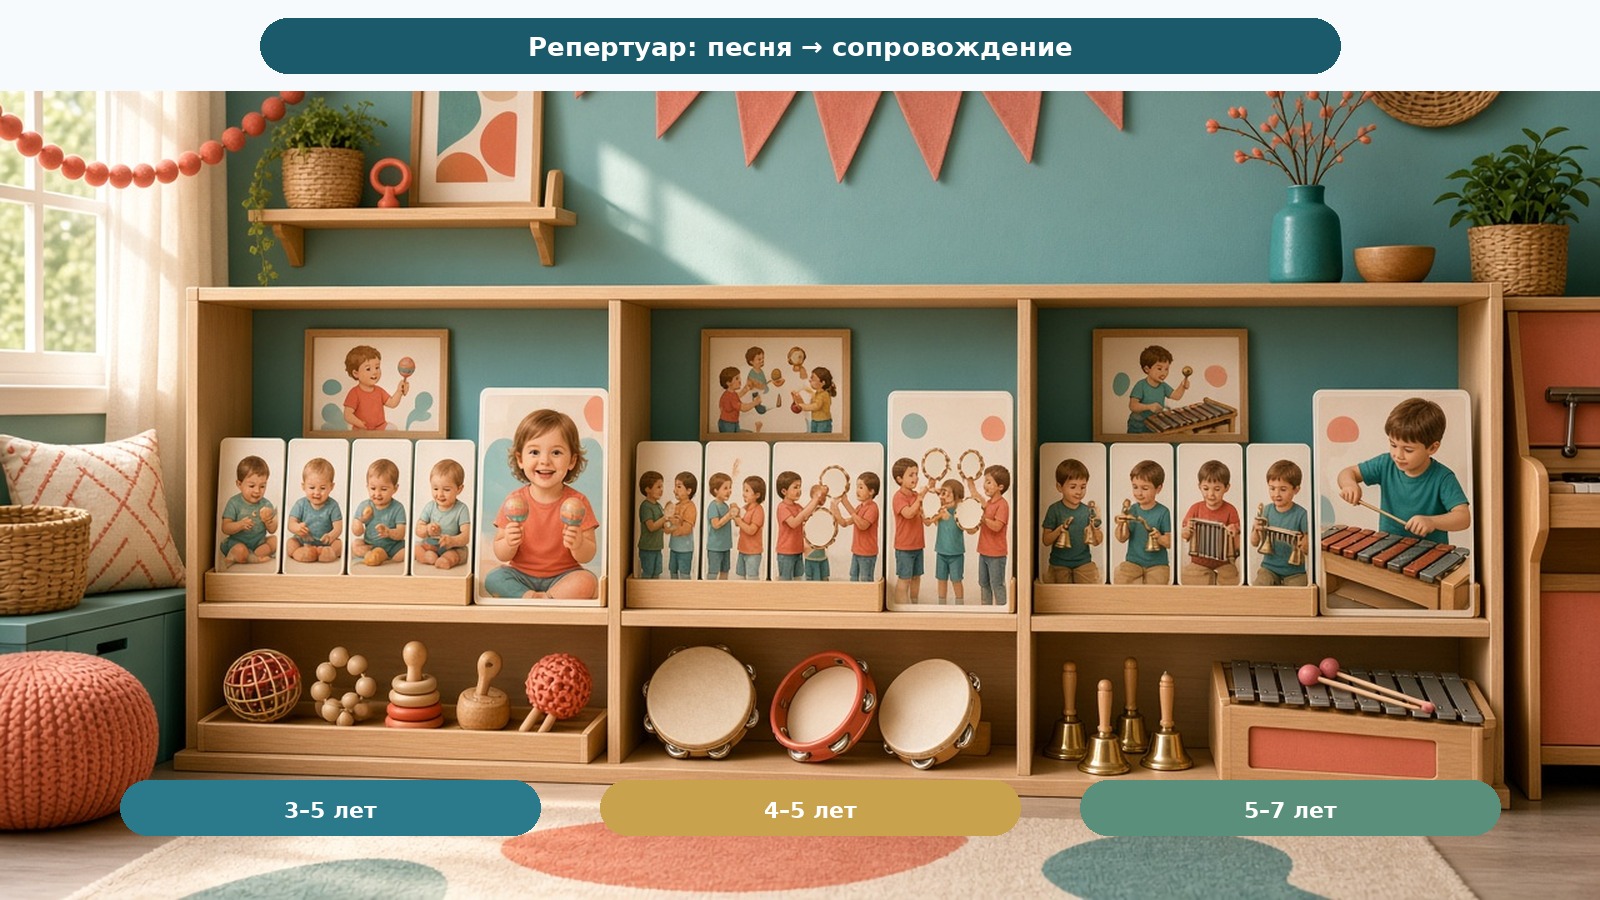 Репертуар: песня → сопровождение
3–5 лет
4–5 лет
5–7 лет